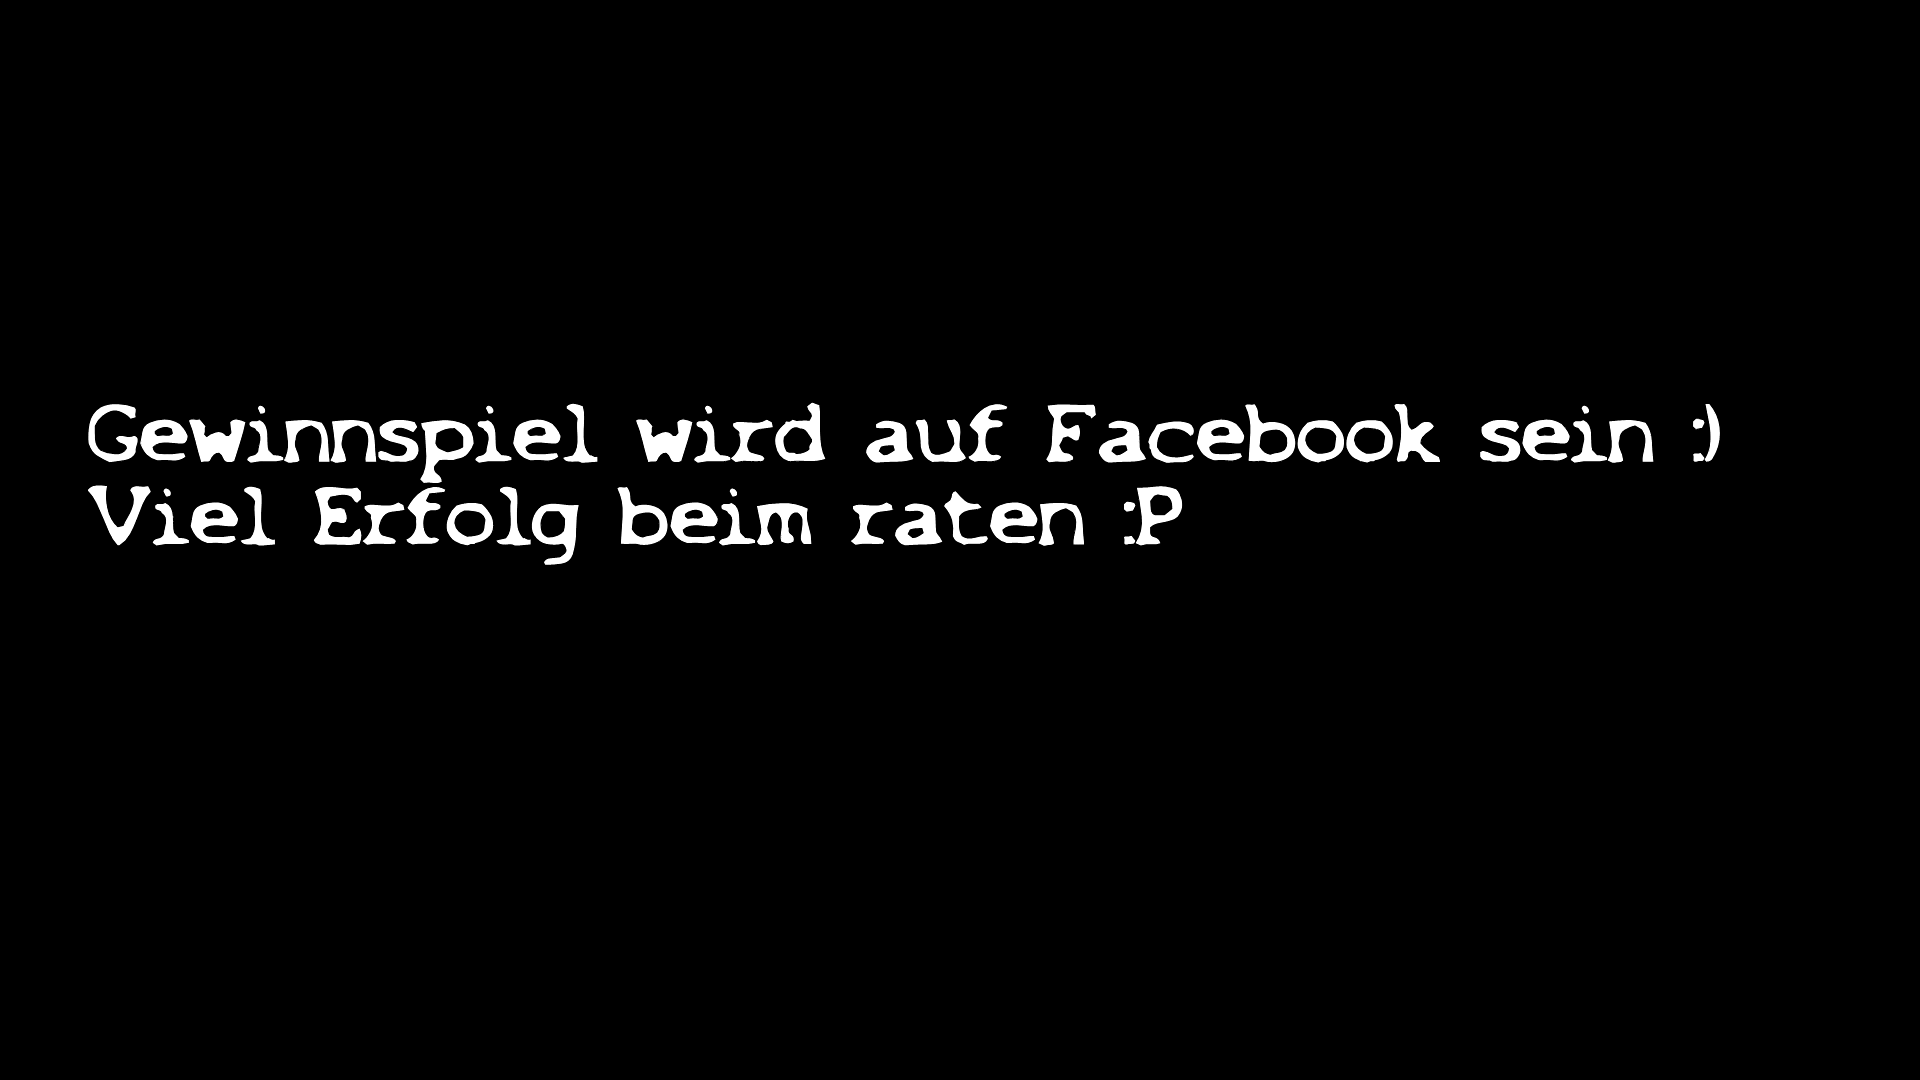 Gewinnspiel wird auf Facebook sein :)
Viel Erfolg beim raten :P